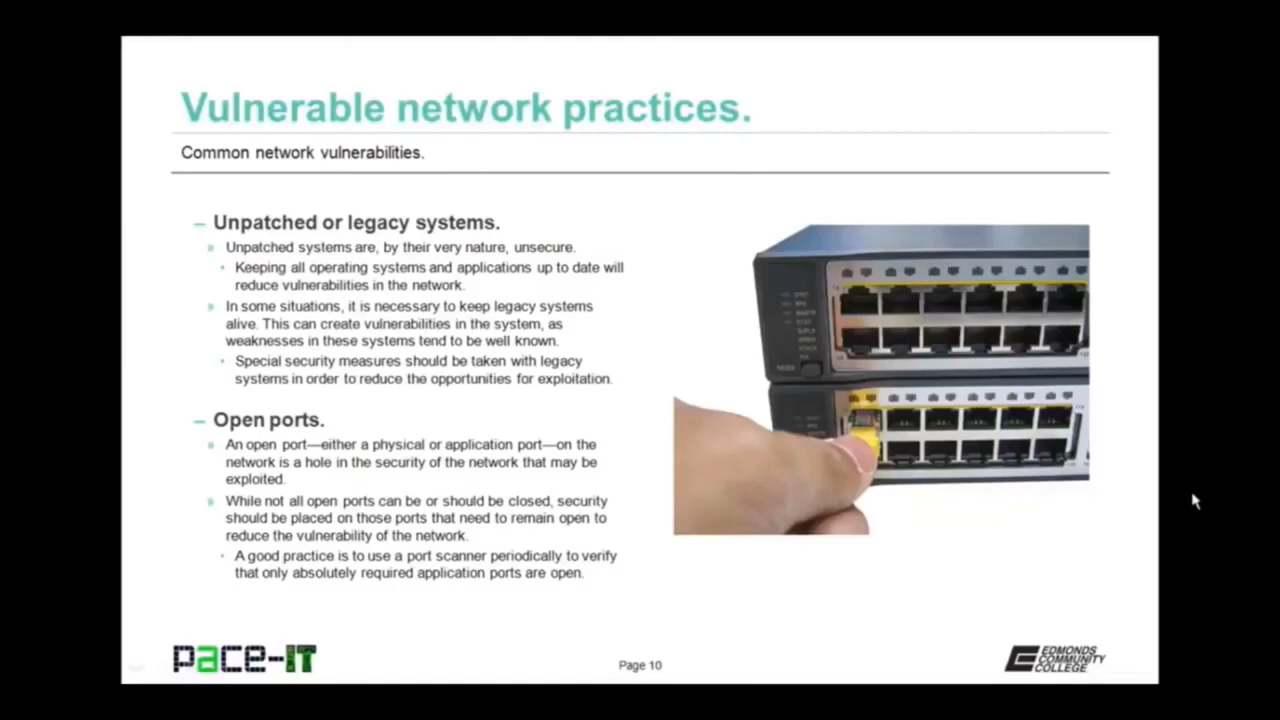 Vulnerable network practices.
Common network vulnerabilities.
– Unpatched or legacy systems.
» Unpatched systems are, by their very nature, unsecure.
• Keeping all operating systems and applications up to date will
reduce vulnerabilities in the network.
» In some situations, it is necessary to keep legacy systems
alive. This can create vulnerabilities in the system, as
weaknesses in these systems tend to be well known.
• Special security measures should be taken with legacy
systems in order to reduce the opportunities for exploitation.
– Open ports.
» An open port—either a physical or application port—on the
network is a hole in the security of the network that may be
exploited.
» While not all open ports can be or should be closed, security
should be placed on those ports that need to remain open to
reduce the vulnerability of the network.
• A good practice is to use a port scanner periodically to verify
that only absolutely required application ports are open.
MODE
pace-IT
Page 10
EDMONDS
COMMUNITY
COLLEGE